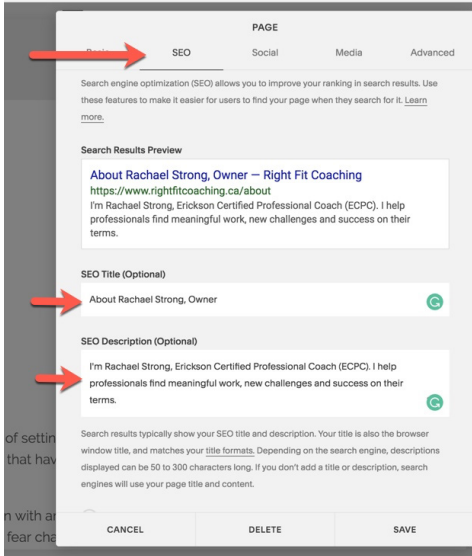 PAGE
Basic SEO Social Media Advanced
Search engine optimization (SEO) allows you to improve your ranking in search results. Use
these features to make it easier for users to find your page when they search for it. Learn
more.
Search Results Preview
About Rachael Strong, Owner — Right Fit Coaching
https://www.rightfitcoaching.ca/about
I'm Rachael Strong, Erickson Certified Professional Coach (ECPC). I help
professionals find meaningful work, new challenges and success on their
terms.
SEO Title (Optional)
About Rachael Strong, Owner
SEO Description (Optional)
I'm Rachael Strong, Erickson Certified Professional Coach (ECPC). I help
professionals find meaningful work, new challenges and success on their
terms.
Search results typically show your SEO title and description. Your title is also the browser
window title, and matches your title formats. Depending on the search engine, descriptions
displayed can be 50 to 300 characters long. If you don't add a title or description, search
engines will use your page title and content.
of settin
that hav
n with an
fear cha
CANCEL DELETE SAVE